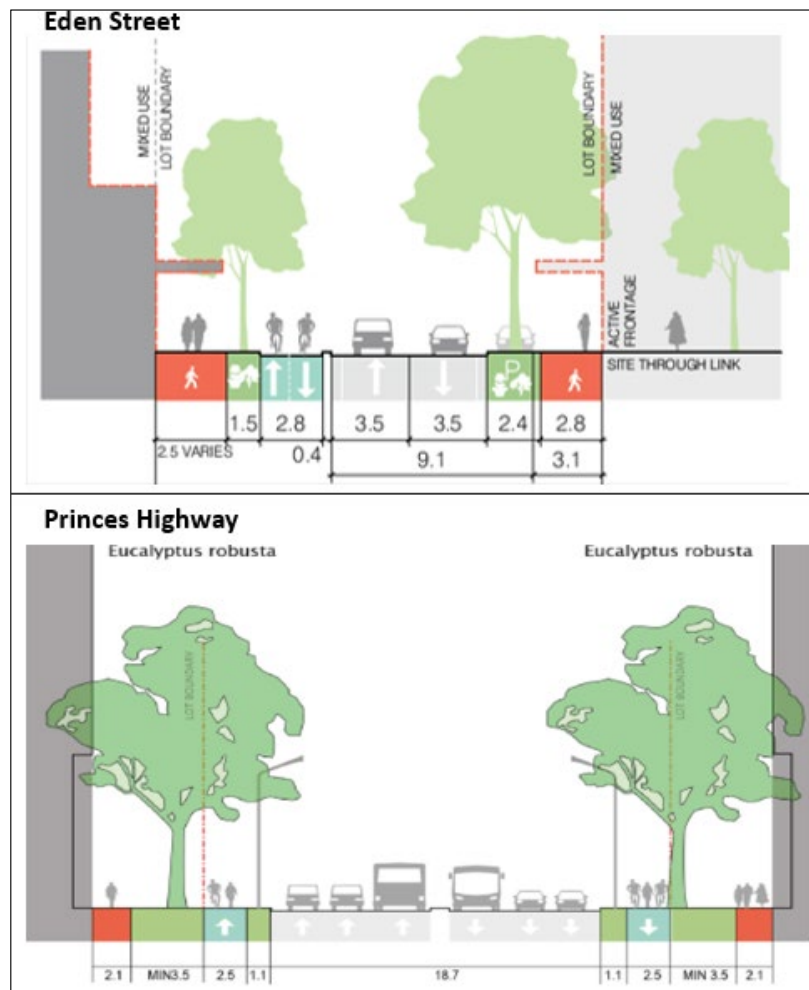 Eden Street
MIXED USE
LOT BOUNDARY
LOT BOUNDARY
MIXED USE
ACTIVE
FRONTAGE
P
SITE THROUGH LINK
1.5 2.8 3.5 3.5 2.4 2.8
2.5 VARIES 0.4 9.1 3.1
Princes Highway
Eucalyptus robusta Eucalyptus robusta
LOT BOUNDARY
LOT BOUNDARY
2.1 MIN3.5 2.5 1.1 18.7 1.1 2.5 MIN 3.5 2.1